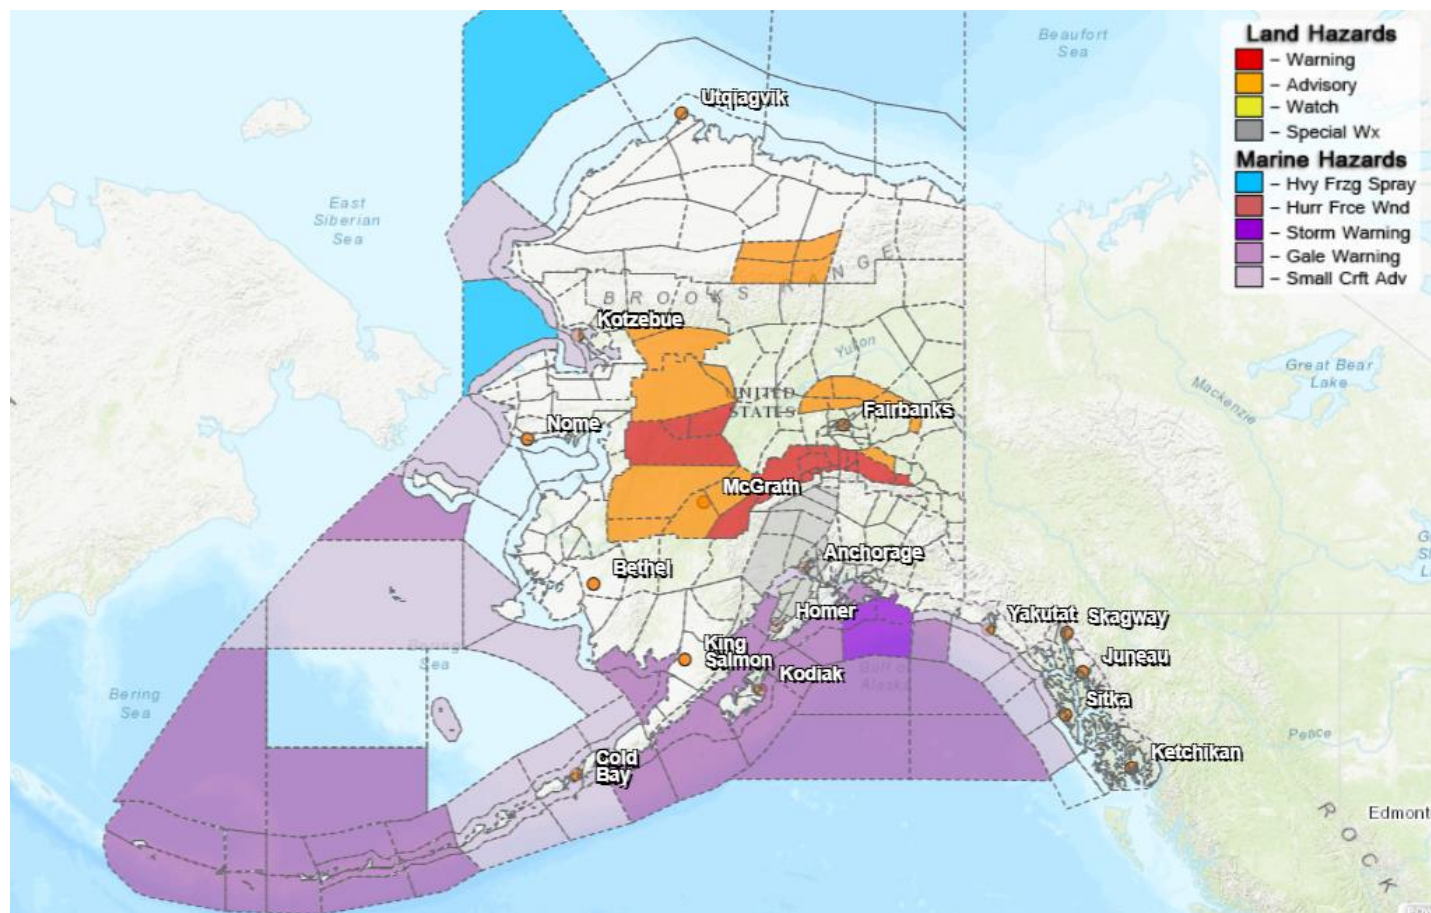 Land Hazards
– Warning
– Advisory
– Watch
– Special Wx
Marine Hazards
– Hvy Frzg Spray
– Hurr Frce Wnd
– Storm Warning
– Gale Warning
– Small Crft Adv
Beaufort
Sea
Utqiagvik
East
Siberian
Sea
BROOKS RANGE
Kotzebue
Yukon
Great Bear
Lake
Mackenzie
UNITED
STATES
Fairbanks
Nome
McGrath
Anchorage
Bethel
Homer
Yakutat
Skagway
King
Salmon
Bering
Sea
Juneau
Kodiak
Gulf of
Alaska
Bering
Sea
Sitka
Peace
Ketchikan
Cold
Bay
Edmont
ROCK